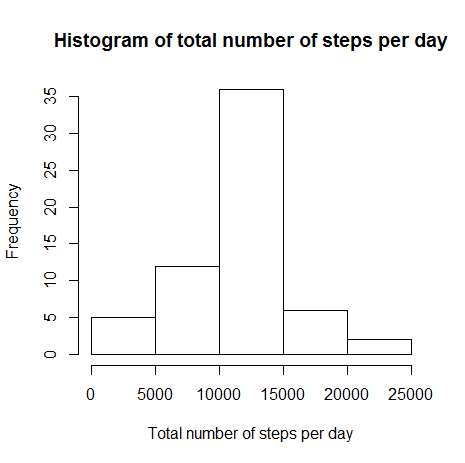 Histogram of total number of steps per day
Frequency
35
30
25
20
15
10
5
0
0 5000 10000 15000 20000 25000
Total number of steps per day